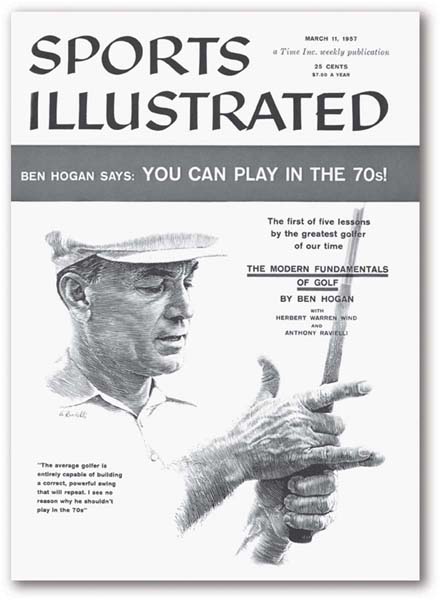 SPORTS
ILLUSTRATED
MARCH 11, 1957
a Time Inc. weekly publication
25 CENTS
$7.50 A YEAR
BEN HOGAN SAYS: YOU CAN PLAY IN THE 70s!
The first of five lessons
by the greatest golfer
of our time
THE MODERN FUNDAMENTALS
OF GOLF
BY BEN HOGAN
WITH
HERBERT WARREN WIND
AND
ANTHONY RAVIELLI
"The average golfer is
entirely capable of building
a correct, powerful swing
that will repeat. I see no
reason why he shouldn't
play in the 70s"